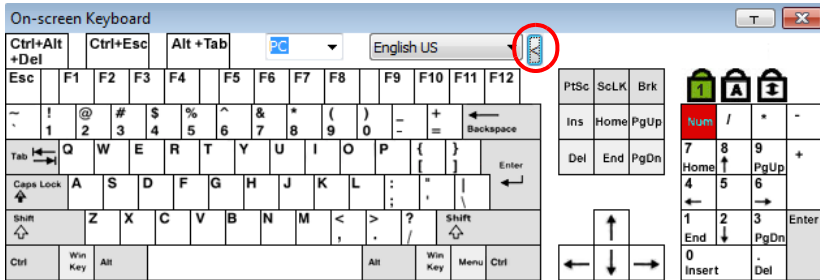 On-screen Keyboard T X
Ctrl+Alt +Del Ctrl+Esc Alt +Tab PC English US <
Esc F1 F2 F3 F4 F5 F6 F7 F8 F9 F10 F11 F12 PtSc ScLK Brk 1 A
~ ` ! 1 @ 2 # 3 $ 4 % 5 ^ 6 & 7 * 8 ( 9 ) 0 _ - + = Backspace Ins Home PgUp Num / * -
Tab Q W E R T Y U I O P { [ } ] Enter Del End PgDn 7 Home 8 ↑ 9 PgUp +
Caps Lock A S D F G H J K L : ; " ' | \ 4 ← 5 6 →
Shift Z X C V B N M < , > . ? / Shift ↑ 1 End 2 ↓ 3 PgDn Enter
Ctrl Win Key Alt Alt Win Key Menu Ctrl ← ↓ → 0 Insert . Del